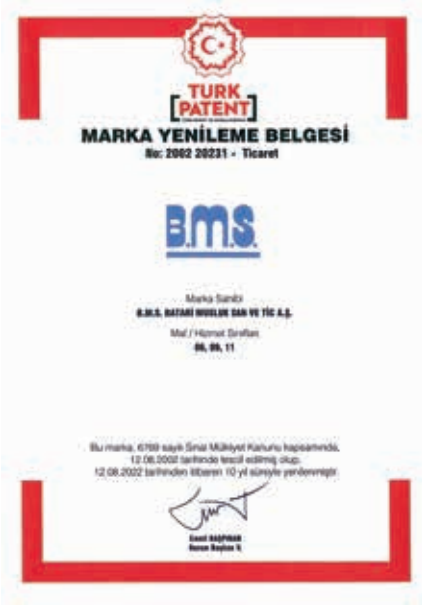 TÜRK
PATENT
MARKA YENİLEME BELGESİ
No: 2002 20231 - Ticaret
B.M.S.
Marka Sahibi
B.M.S. BATARİ MUSLUK SAN VE TİC A.Ş.
Mal / Hizmet Sınıfları
06, 09, 11
Bu marka, 6769 sayılı Sınai Mülkiyet Kanunu kapsamında,
12.08.2002 tarihinde tescil edilmiş olup,
12.08.2022 tarihinden itibaren 10 yıl süreyle yenilenmiştir.
Cemil BAŞPINAR
Kurum Başkan V.